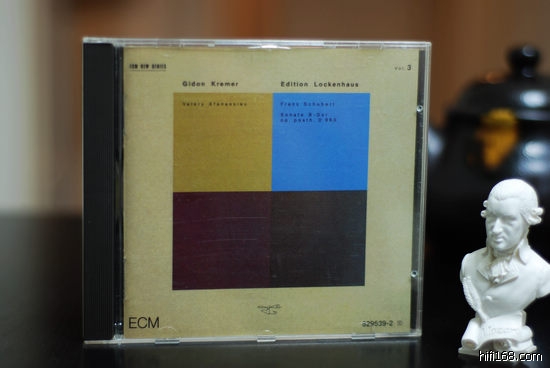 ECM NEW SERIES
Vol. 3
Gidon Kremer
Edition Lockenhaus
Valery Afanassiev
Franz Schubert
Sonate B-Dur
op. posth. D 960
ECM
829539-2
hifi168.com